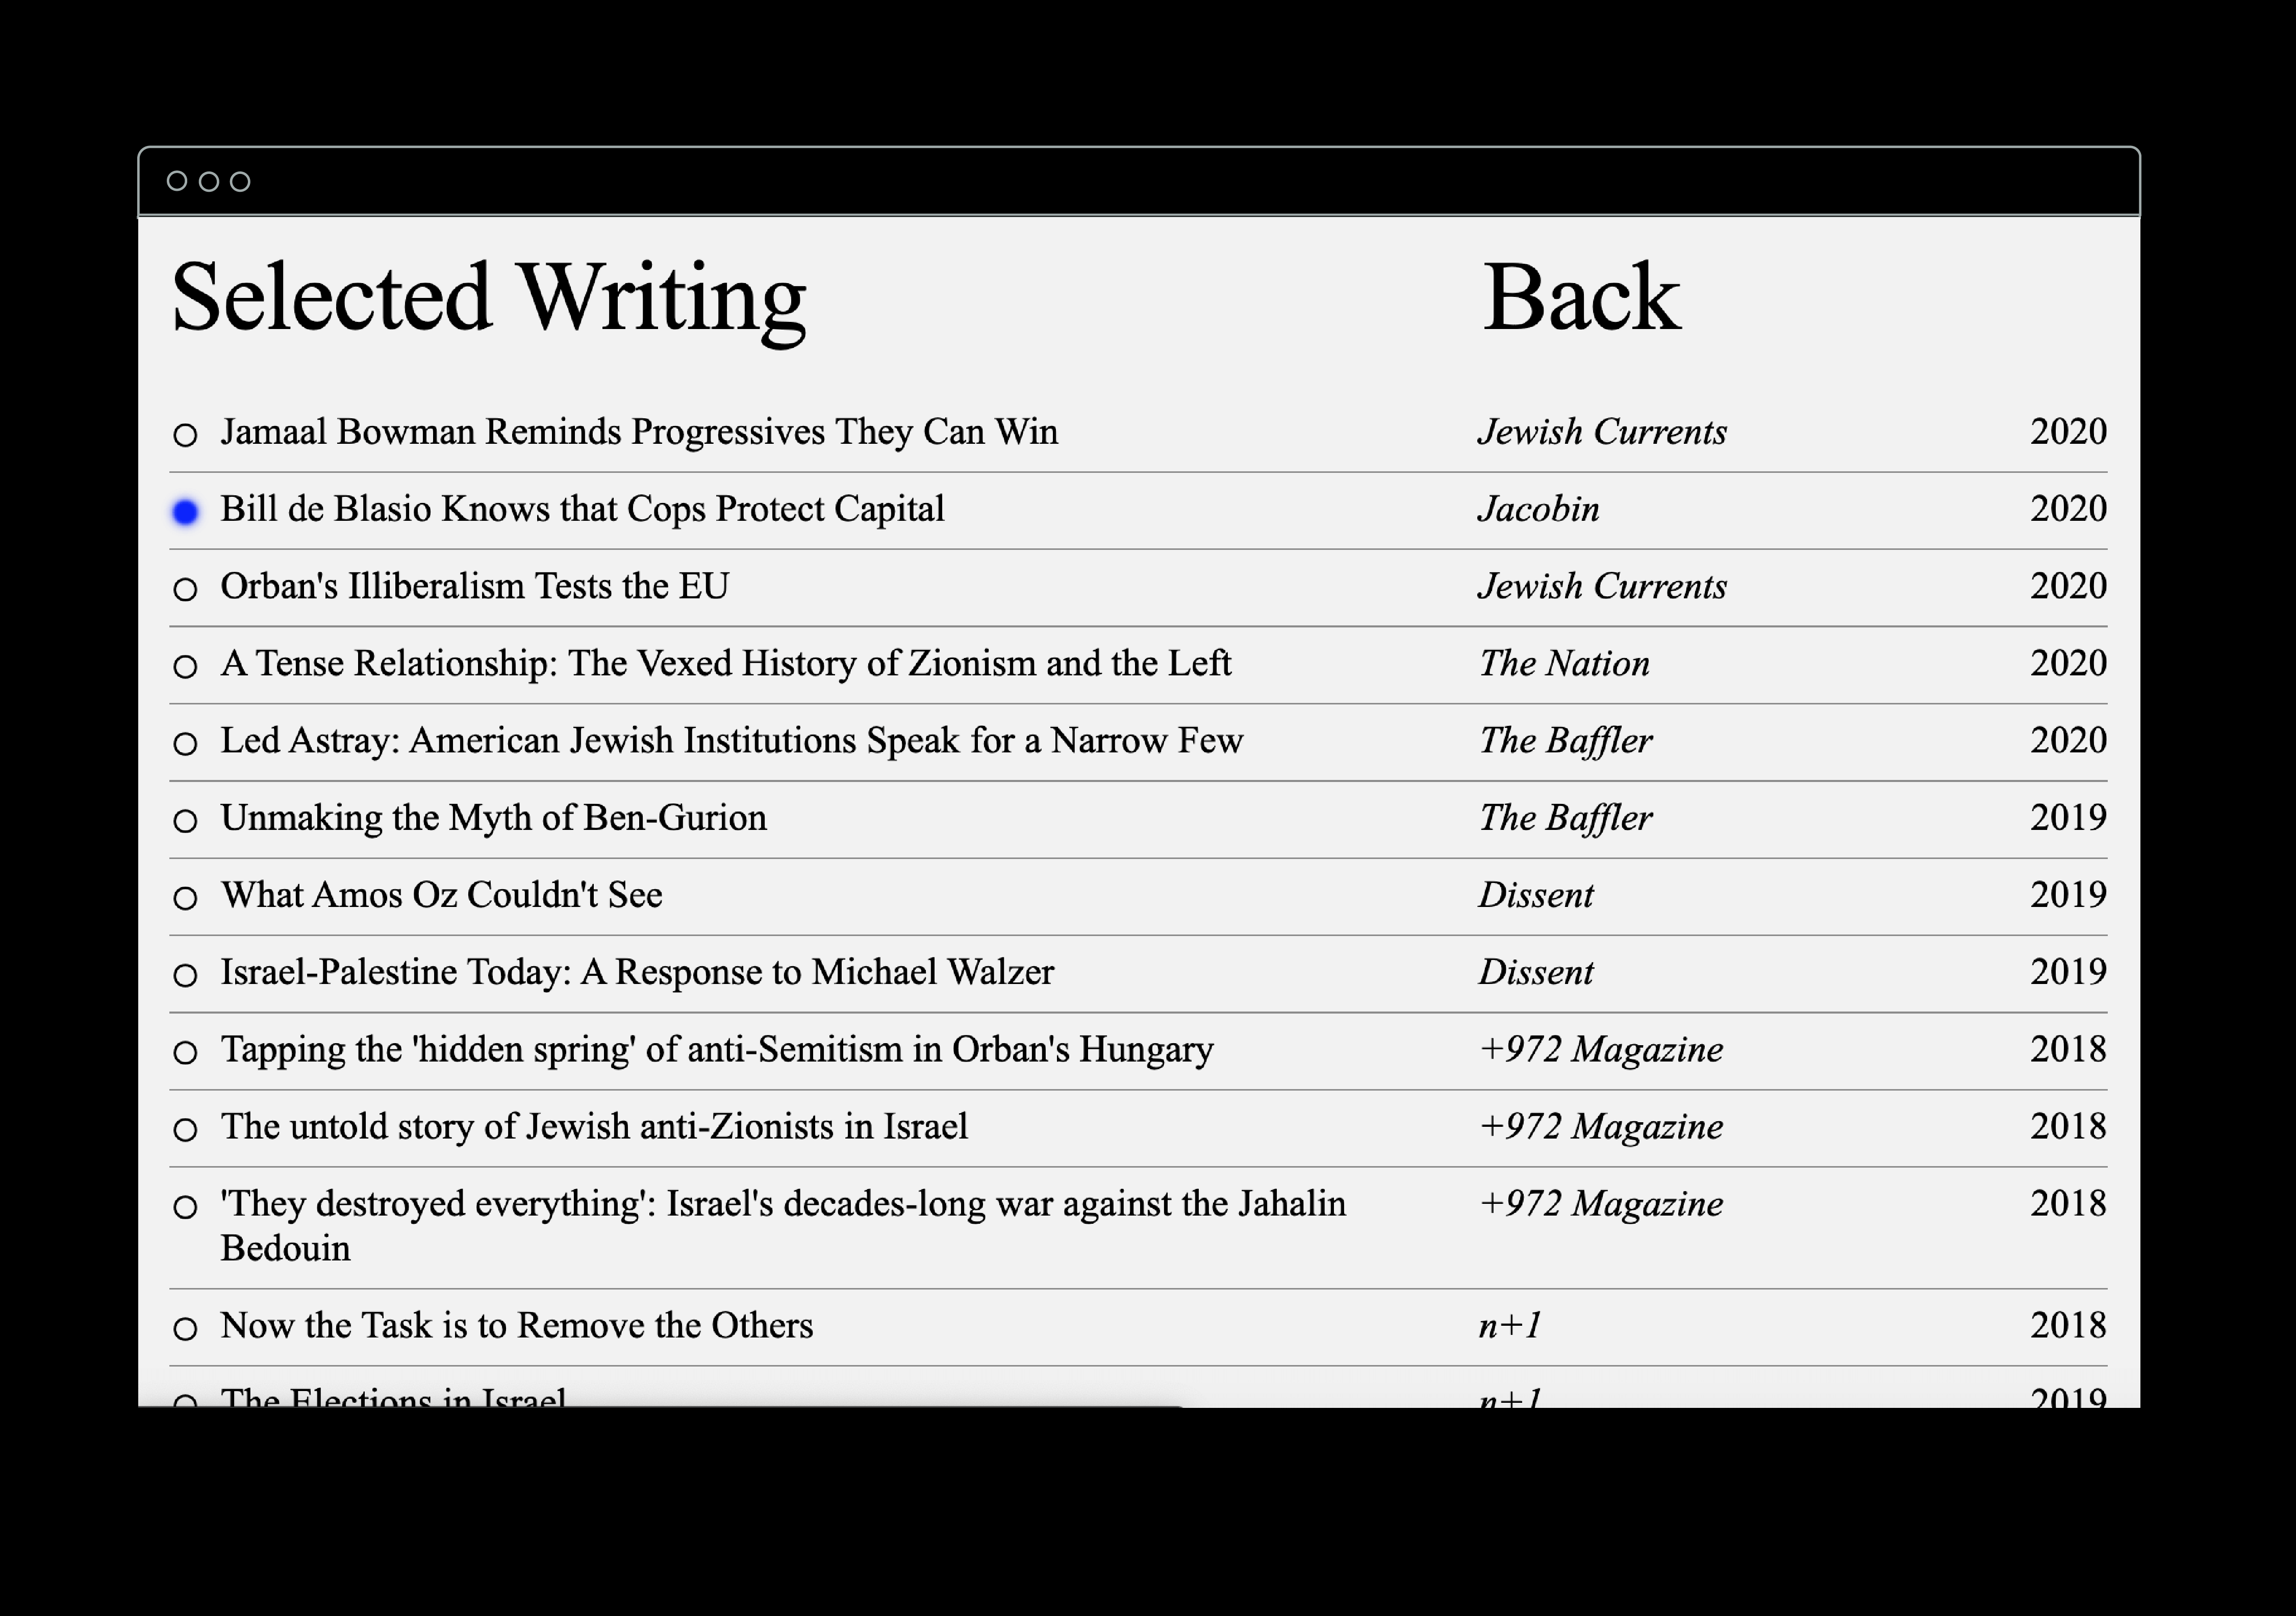 Selected Writing Back
Jamaal Bowman Reminds Progressives They Can Win Jewish Currents 2020
Bill de Blasio Knows that Cops Protect Capital Jacobin 2020
Orban's Illiberalism Tests the EU Jewish Currents 2020
A Tense Relationship: The Vexed History of Zionism and the Left The Nation 2020
Led Astray: American Jewish Institutions Speak for a Narrow Few The Baffler 2020
Unmaking the Myth of Ben-Gurion The Baffler 2019
What Amos Oz Couldn't See Dissent 2019
Israel-Palestine Today: A Response to Michael Walzer Dissent 2019
Tapping the 'hidden spring' of anti-Semitism in Orban's Hungary +972 Magazine 2018
The untold story of Jewish anti-Zionists in Israel +972 Magazine 2018
'They destroyed everything': Israel's decades-long war against the Jahalin +972 Magazine 2018
Bedouin
Now the Task is to Remove the Others n+1 2018
The Elections in Israel n+1 2019